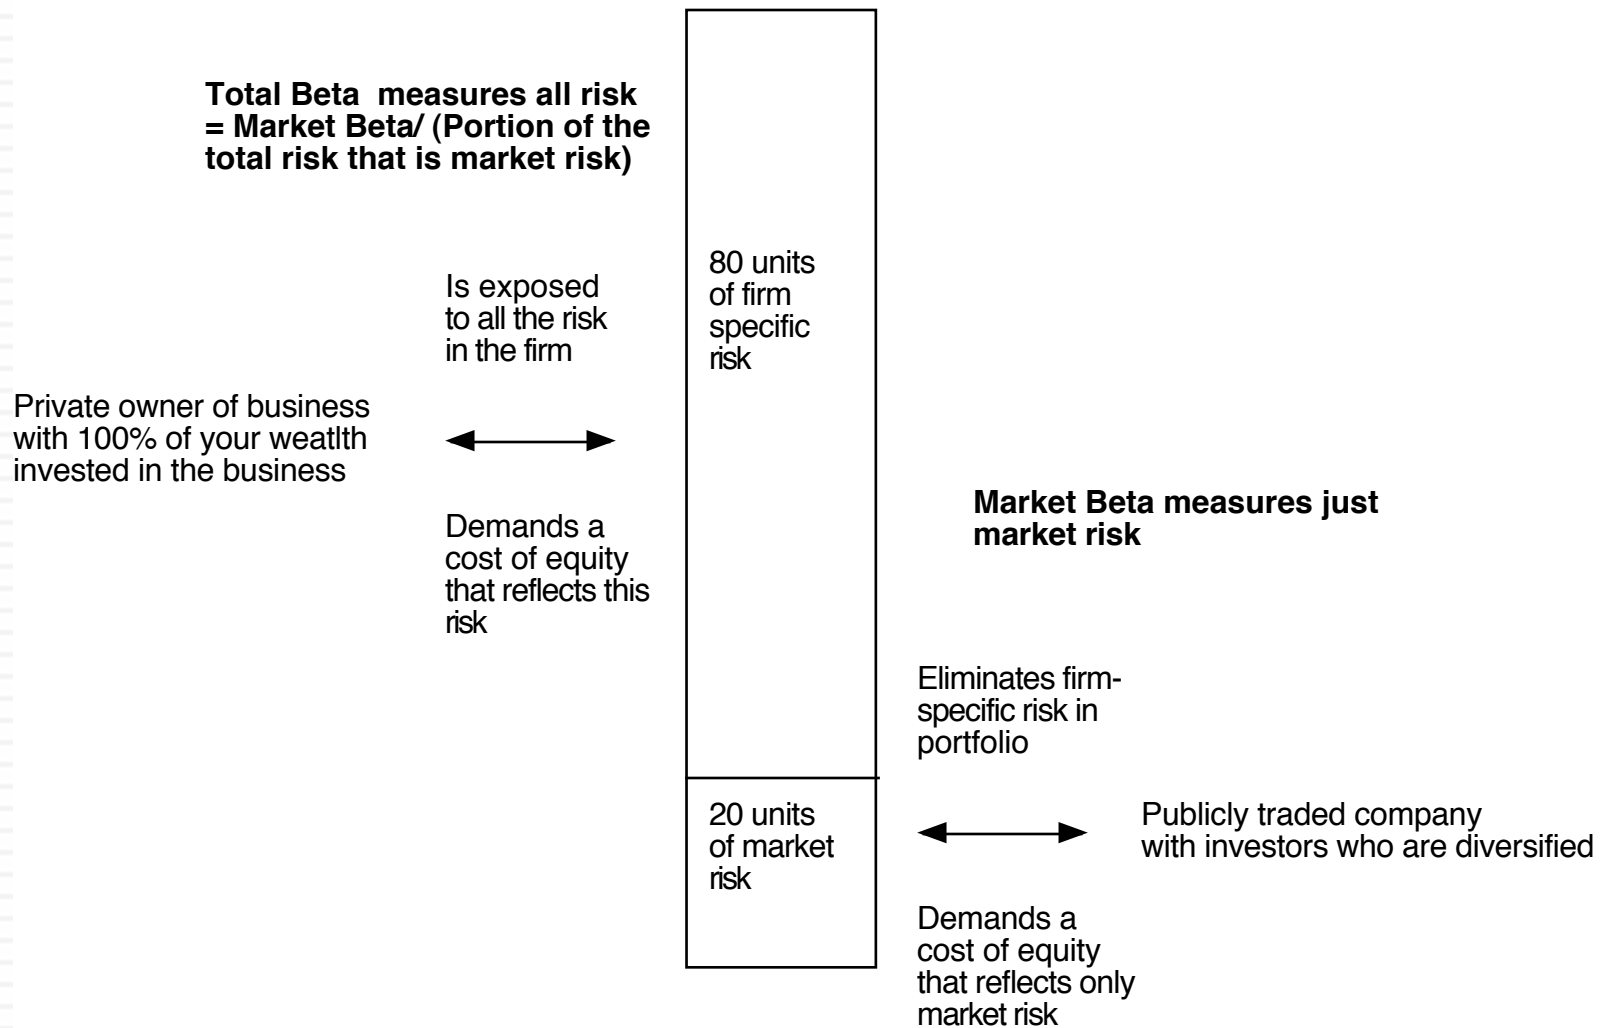 Total Beta  measures all risk
= Market Beta/ (Portion of the
total risk that is market risk)
80 units
of firm
specific
risk
Is exposed
to all the risk
in the firm
Private owner of business
with 100% of your weatlth
invested in the business
Demands a
cost of equity
that reflects this
risk
Market Beta measures just
market risk
Eliminates firm-
specific risk in
portfolio
20 units
of market
risk
Publicly traded company
with investors who are diversified
Demands a
cost of equity
that reflects only
market risk